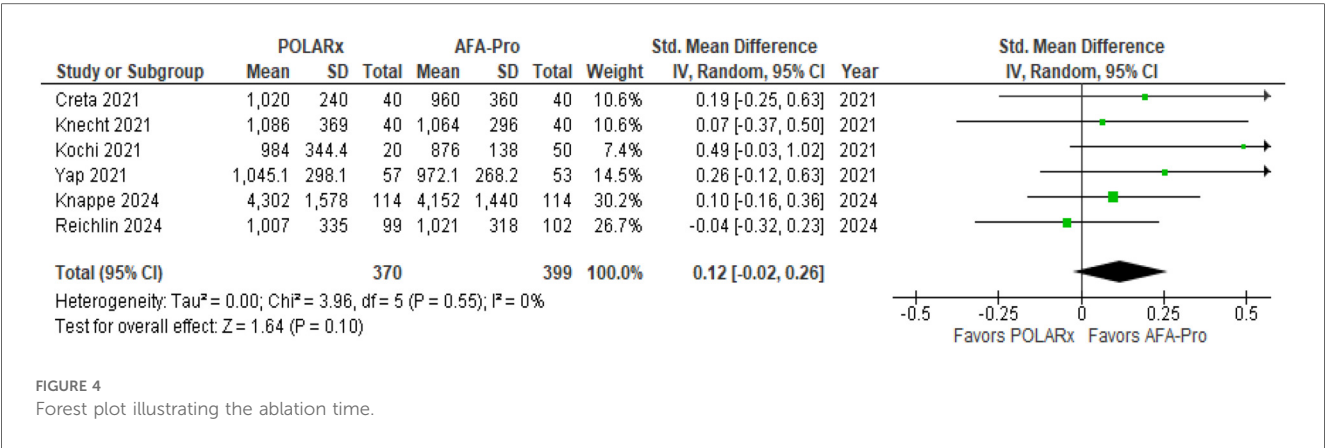 POLARx AFA-Pro Std. Mean Difference Std. Mean Difference
Study or Subgroup Mean SD Total Mean SD Total Weight IV, Random, 95% CI Year IV, Random, 95% CI
Creta 2021 1,020 240 40 960 360 40 10.6% 0.19 [-0.25, 0.63] 2021
Knecht 2021 1,086 369 40 1,064 296 40 10.6% 0.07 [-0.37, 0.50] 2021
Kochi 2021 984 344.4 20 876 138 50 7.4% 0.49 [-0.03, 1.02] 2021
Yap 2021 1,045.1 298.1 57 972.1 268.2 53 14.5% 0.26 [-0.12, 0.63] 2021
Knappe 2024 4,302 1,578 114 4,152 1,440 114 30.2% 0.10 [-0.16, 0.36] 2024
Reichlin 2024 1,007 335 99 1,021 318 102 26.7% -0.04 [-0.32, 0.23] 2024
Total (95% CI) 370 399 100.0% 0.12 [-0.02, 0.26]
Heterogeneity: Tau² = 0.00; Chi² = 3.96, df = 5 (P = 0.55); I² = 0%
Test for overall effect: Z = 1.64 (P = 0.10)
-0.5 -0.25 0 0.25 0.5
Favors POLARx Favors AFA-Pro
FIGURE 4
Forest plot illustrating the ablation time.